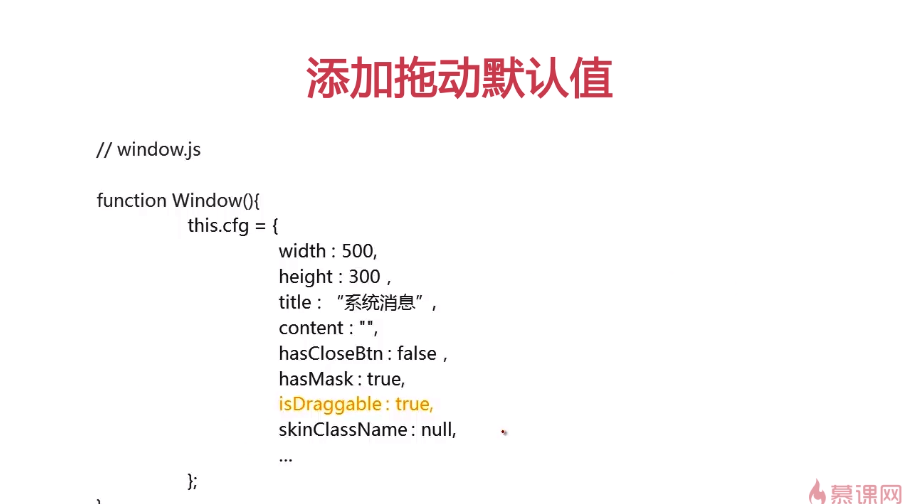 添加拖动默认值
// window.js
function Window(){
this.cfg = {
width : 500,
height : 300 ,
title : “系统消息” ,
content : "",
hasCloseBtn : false ,
hasMask : true,
isDraggable : true,
skinClassName : null,
...
};
}
慕课网